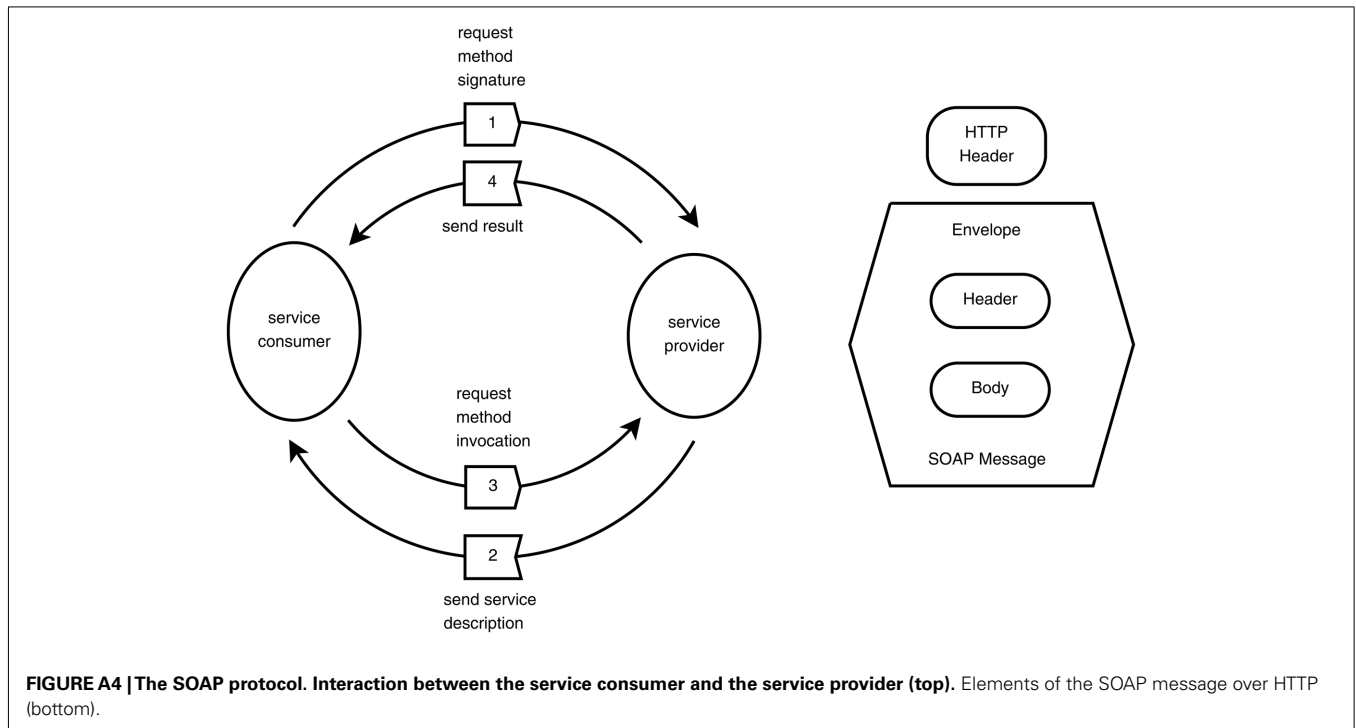 request
method
signature
1
4
send result
service
consumer
service
provider
request
method
invocation
3
2
send service
description
HTTP
Header
Envelope
Header
Body
SOAP Message
FIGURE A4 | The SOAP protocol. Interaction between the service consumer and the service provider (top). Elements of the SOAP message over HTTP
(bottom).